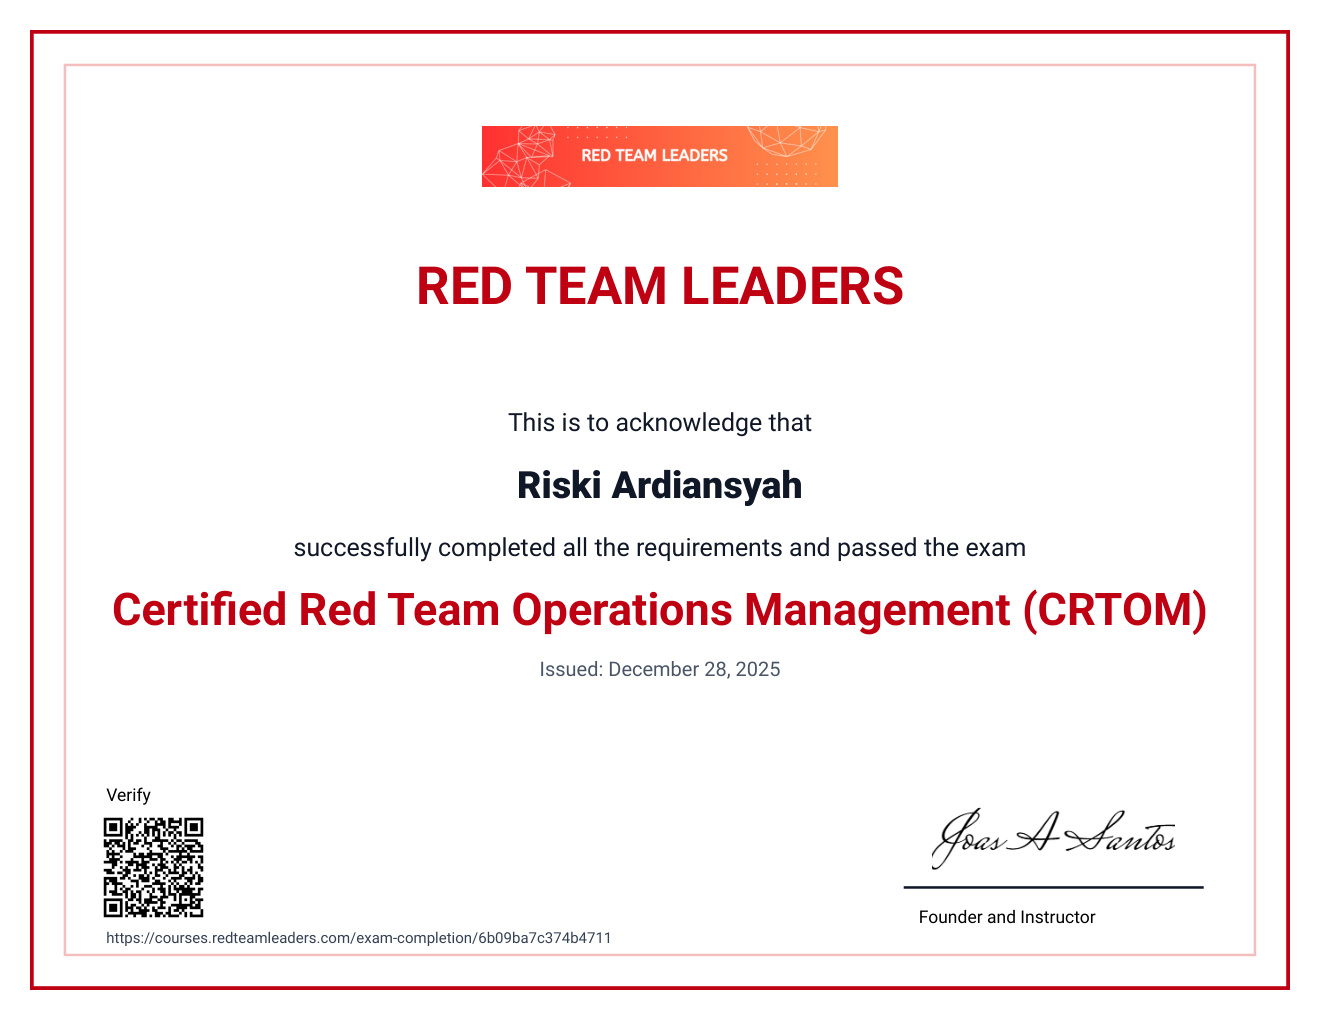 RED TEAM LEADERS
RED TEAM LEADERS
This is to acknowledge that
Riski Ardiansyah
successfully completed all the requirements and passed the exam
Certified Red Team Operations Management (CRTOM)
Issued: December 28, 2025
Verify
Joas A Santos
Founder and Instructor
https://courses.redteamleaders.com/exam-completion/6b09ba7c374b4711